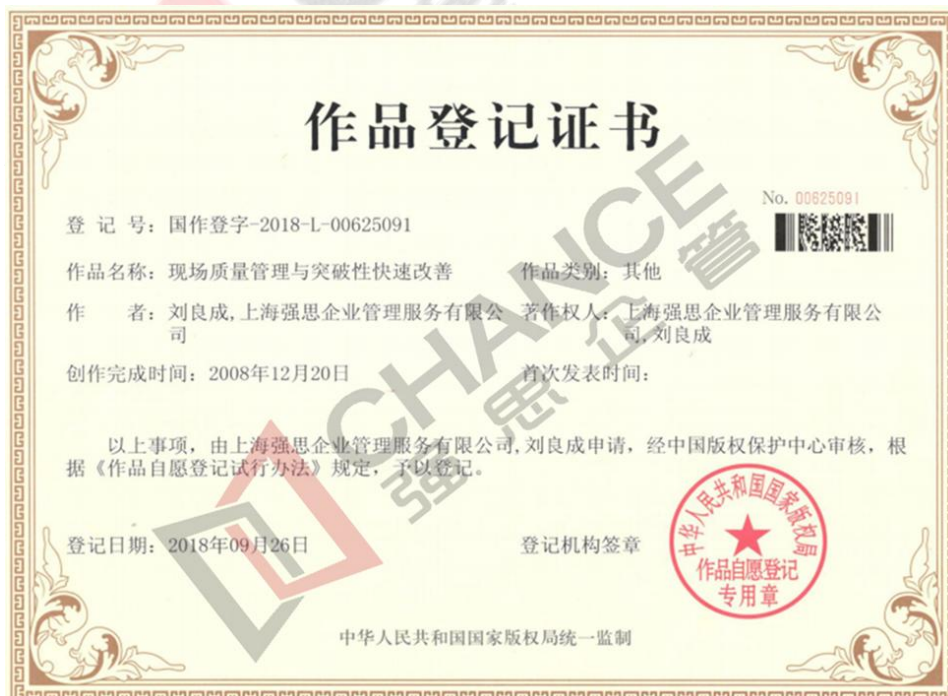 作品登记证书
No. 00625091
登 记 号：国作登字-2018-L-00625091
作品名称：现场质量管理与突破性快速改善 作品类别：其他
作 者：刘良成,上海强思企业管理服务有限公 著作权人：上海强思企业管理服务有限公
司 司,刘良成
创作完成时间：2008年12月20日 首次发表时间：
以上事项，由上海强思企业管理服务有限公司,刘良成申请，经中国版权保护中心审核，根
据《作品自愿登记试行办法》规定，予以登记.
登记日期：2018年09月26日 登记机构签章
中华人民共和国国家版权局
作品自愿登记
专用章
中华人民共和国国家版权局统一监制
CHANCE
强思企管